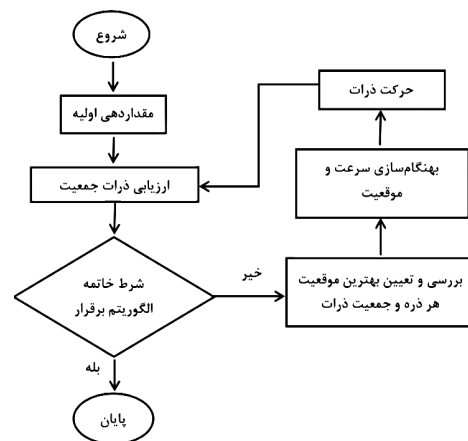 شروع
مقداردهی اولیه
ارزیابی ذرات جمعیت
شرط خاتمه
الگوریتم برقرار
بله
پایان
خیر
بررسی و تعیین بهترین موقعیت
هر ذره و جمعیت ذرات
بهنگام‌سازی سرعت و
موقعیت
حرکت ذرات